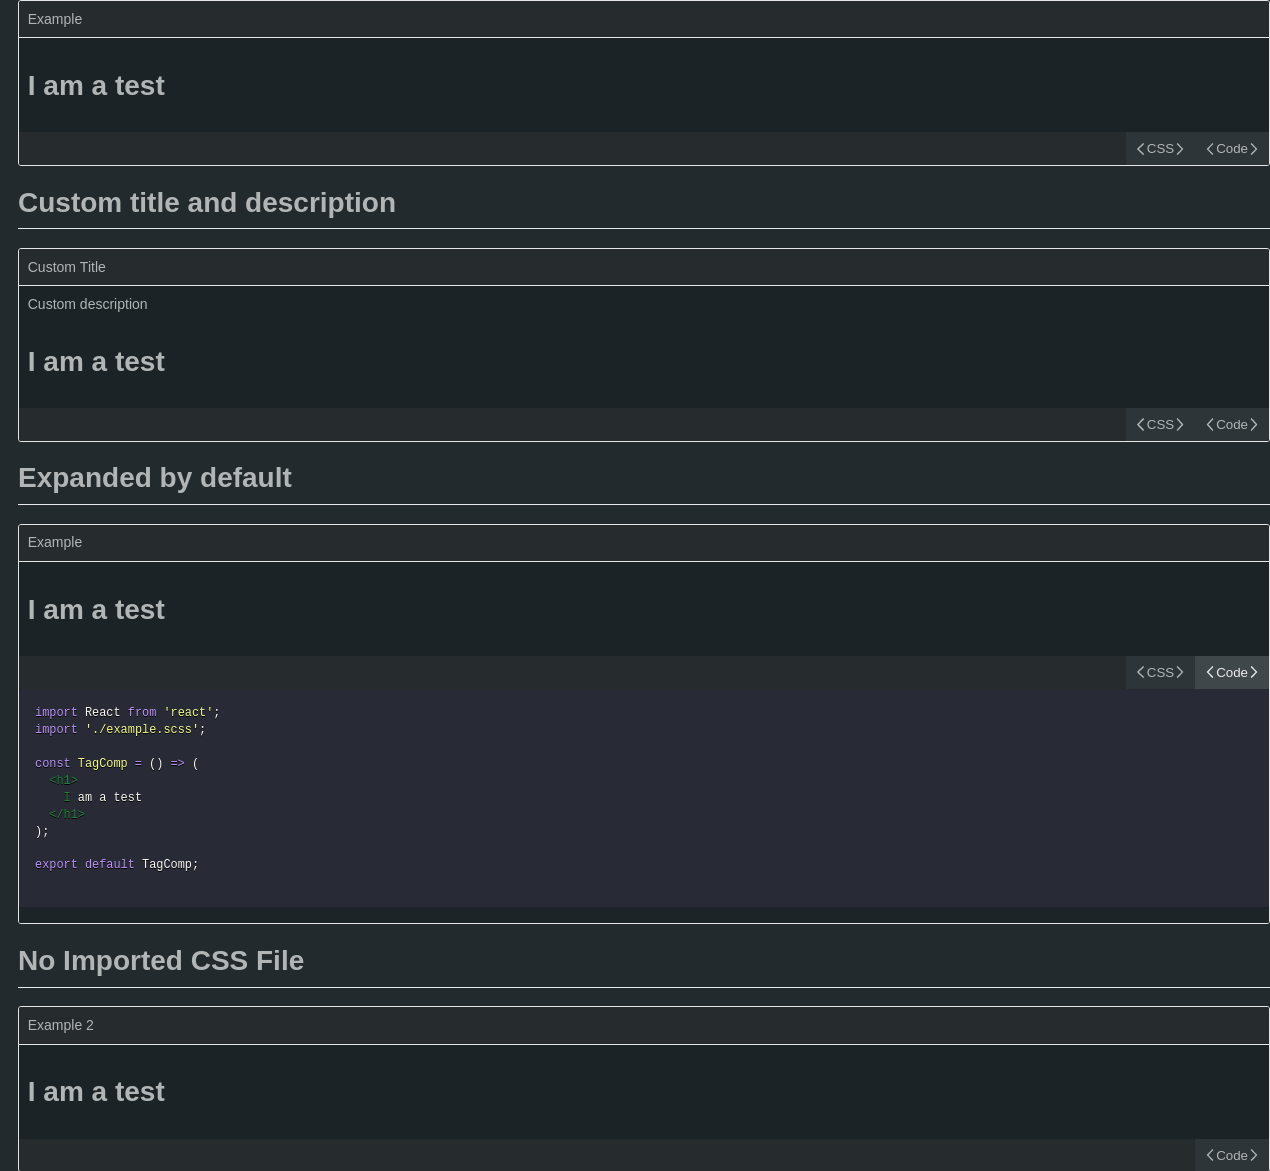 Example
I am a test
<CSS> <Code>
Custom title and description
Custom Title
Custom description
I am a test
<CSS> <Code>
Expanded by default
Example
I am a test
<CSS> <Code>
import React from 'react';
import './example.scss';
const TagComp = () => (
<h1>
I am a test
</h1>
);
export default TagComp;
No Imported CSS File
Example 2
I am a test
<Code>